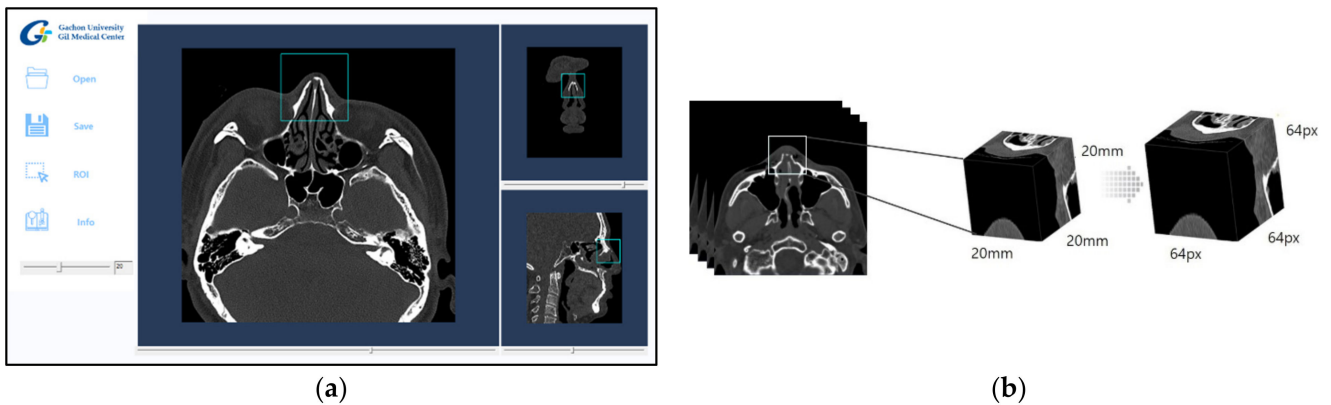 Gachon University
Gil Medical Center
Open
Save
ROI
Info
20
20mm
20mm
20mm
64px
64px
64px
(a)
(b)